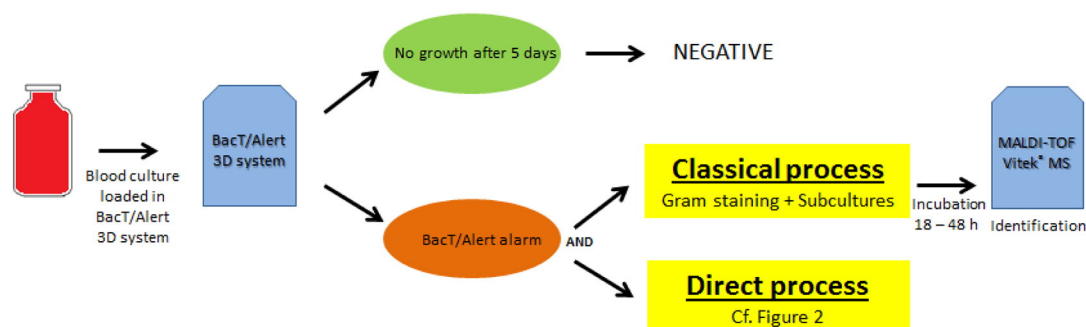 No growth after 5 days
NEGATIVE
BacT/Alert
3D system
MALDI-TOF
Vitek® MS
Blood culture
loaded in
BacT/Alert
3D system
Classical process
Gram staining + Subcultures
Incubation
18 – 48 h
Identification
BacT/Alert alarm
AND
Direct process
Cf. Figure 2